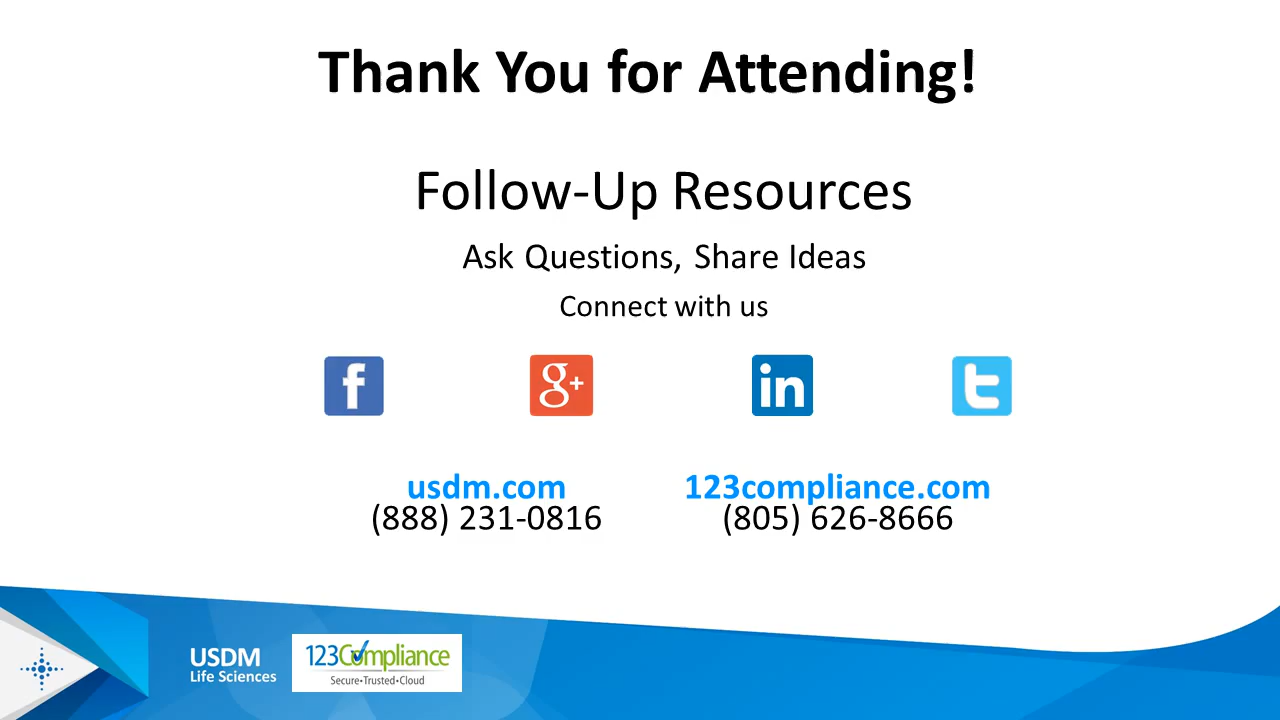 Thank You for Attending!
Follow-Up Resources
Ask Questions, Share Ideas
Connect with us
f g+ in t
usdm.com 123compliance.com
(888) 231-0816 (805) 626-8666
USDM
Life Sciences
123Compliance
Secure•Trusted•Cloud